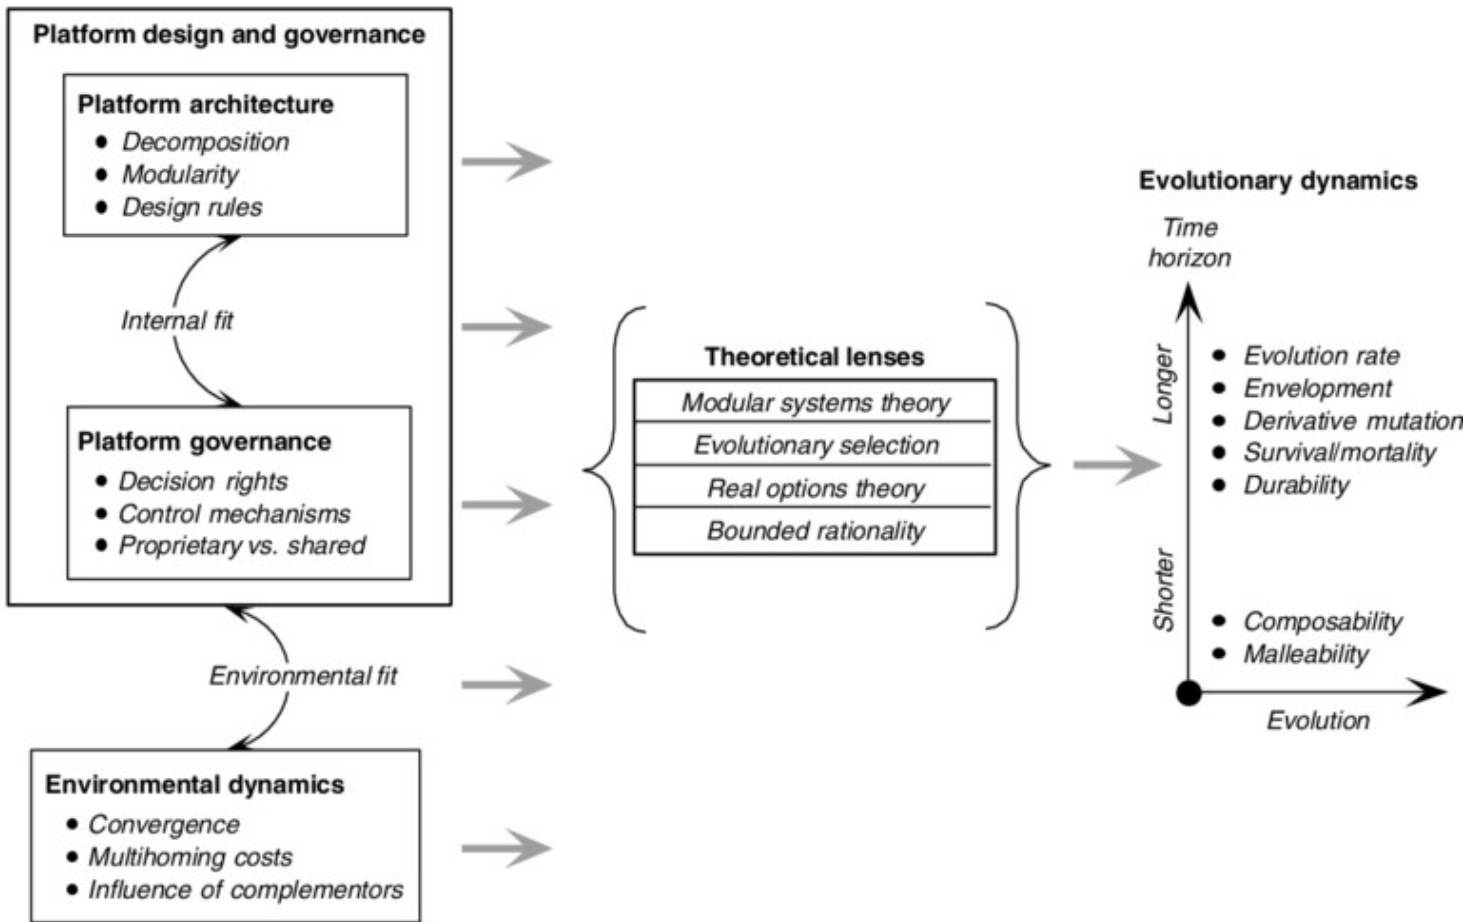 Platform design and governance
Platform architecture
● Decomposition
● Modularity
● Design rules
Internal fit
Platform governance
● Decision rights
● Control mechanisms
● Proprietary vs. shared
Environmental fit
Environmental dynamics
● Convergence
● Multihoming costs
● Influence of complementors
Theoretical lenses
Modular systems theory
Evolutionary selection
Real options theory
Bounded rationality
Evolutionary dynamics
Time
horizon
Longer
● Evolution rate
● Envelopment
● Derivative mutation
● Survival/mortality
● Durability
Shorter
● Composability
● Malleability
Evolution